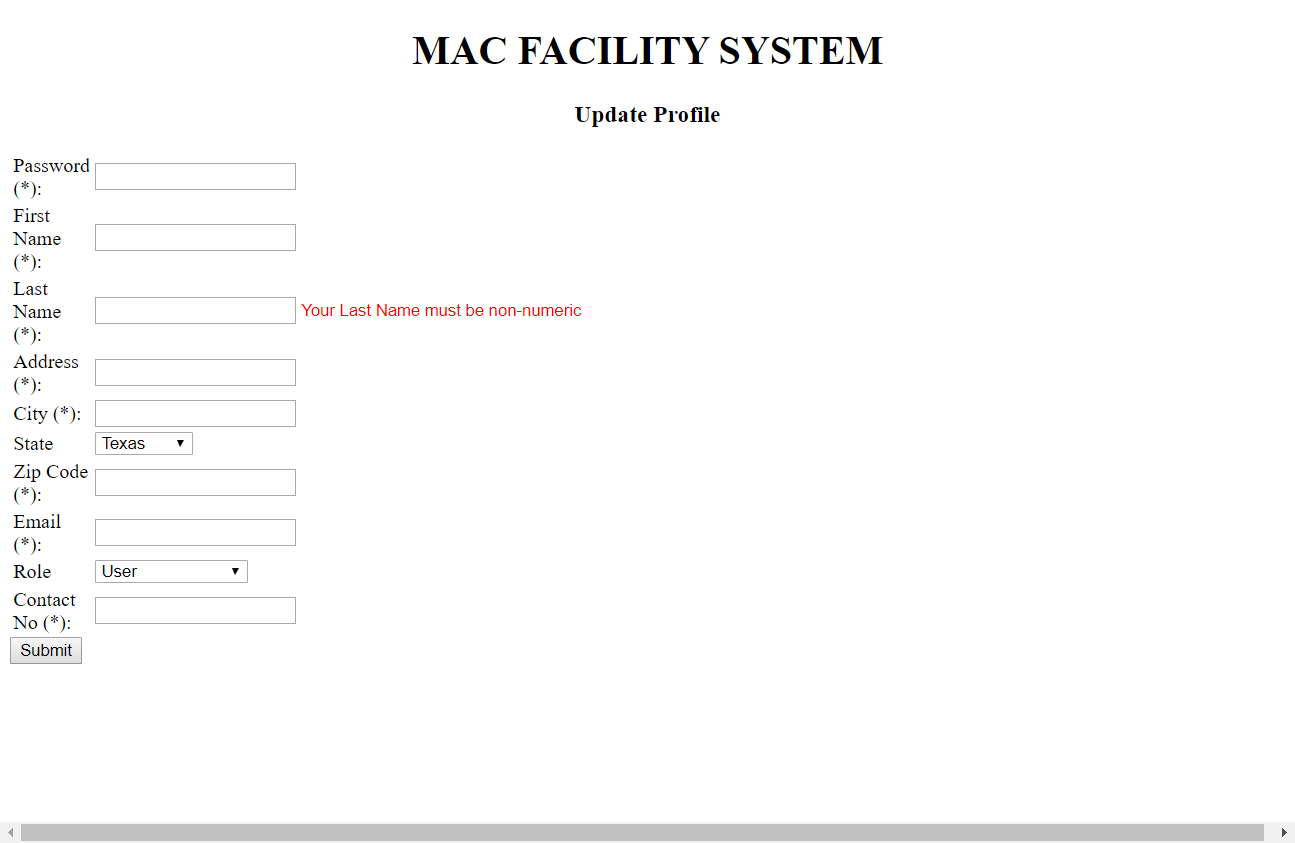 MAC FACILITY SYSTEM
Update Profile
Password
(*):
First
Name
(*):
Last
Name
(*):
Your Last Name must be non-numeric
Address
(*):
City (*):
State
Texas
Zip Code
(*):
Email
(*):
Role
User
Contact
No (*):
Submit